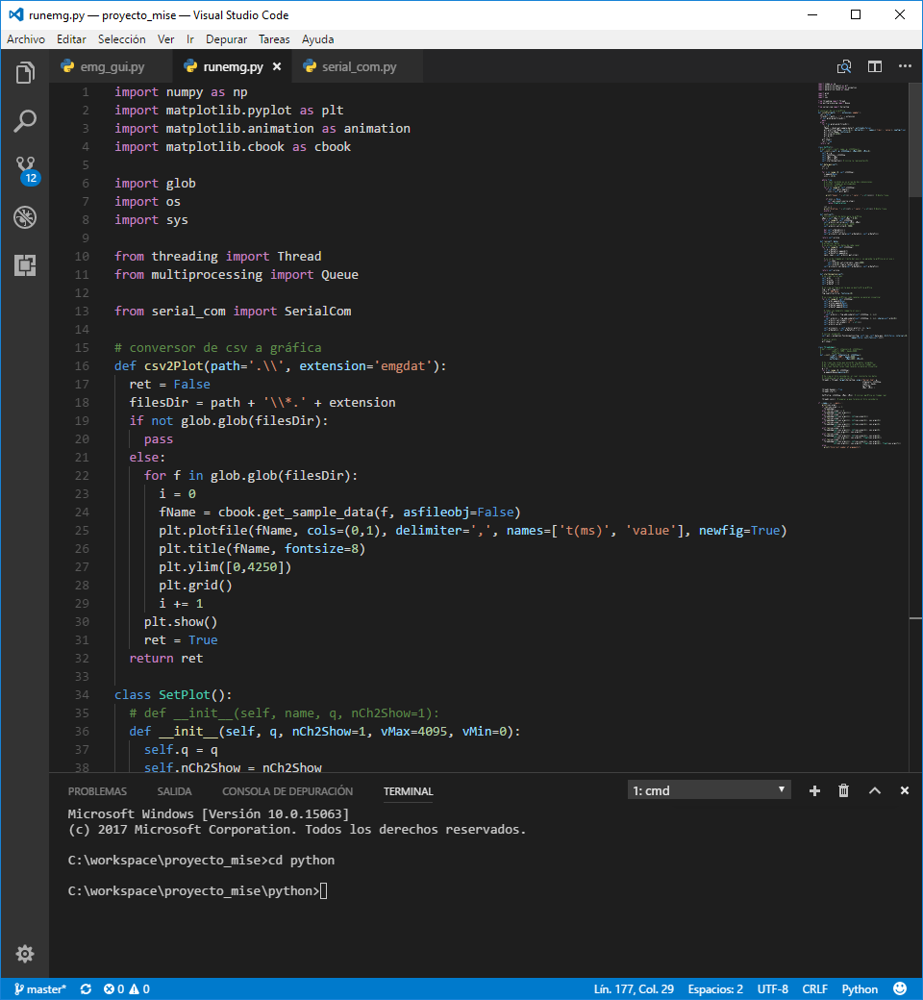 runemg.py — proyecto_mise — Visual Studio Code
Archivo Editar Selección Ver Ir Depurar Tareas Ayuda
emg_gui.py runemg.py serial_com.py
12
1 import numpy as np
2 import matplotlib.pyplot as plt
3 import matplotlib.animation as animation
4 import matplotlib.cbook as cbook
5
6 import glob
7 import os
8 import sys
9
10 from threading import Thread
11 from multiprocessing import Queue
12
13 from serial_com import SerialCom
14
15 # conversor de csv a gráfica
16 def csv2Plot(path='.\\', extension='emgdat'):
17   ret = False
18   filesDir = path + '\\*.' + extension
19   if not glob.glob(filesDir):
20     pass
21   else:
22     for f in glob.glob(filesDir):
23       i = 0
24       fName = cbook.get_sample_data(f, asfileobj=False)
25       plt.plotfile(fName, cols=(0,1), delimiter=',', names=['t(ms)', 'value'], newfig=True)
26       plt.title(fName, fontsize=8)
27       plt.ylim([0,4250])
28       plt.grid()
29       i += 1
30     plt.show()
31     ret = True
32   return ret
33
34 class SetPlot():
35   # def __init__(self, name, q, nCh2Show=1):
36   def __init__(self, q, nCh2Show=1, vMax=4095, vMin=0):
37     self.q = q
38     self.nCh2Show = nCh2Show
PROBLEMAS SALIDA CONSOLA DE DEPURACIÓN TERMINAL 1: cmd
Microsoft Windows [Versión 10.0.15063]
(c) 2017 Microsoft Corporation. Todos los derechos reservados.
C:\workspace\proyecto_mise>cd python
C:\workspace\proyecto_mise\python>
master* 0 0 Lín. 177, Col. 29 Espacios: 2 UTF-8 CRLF Python